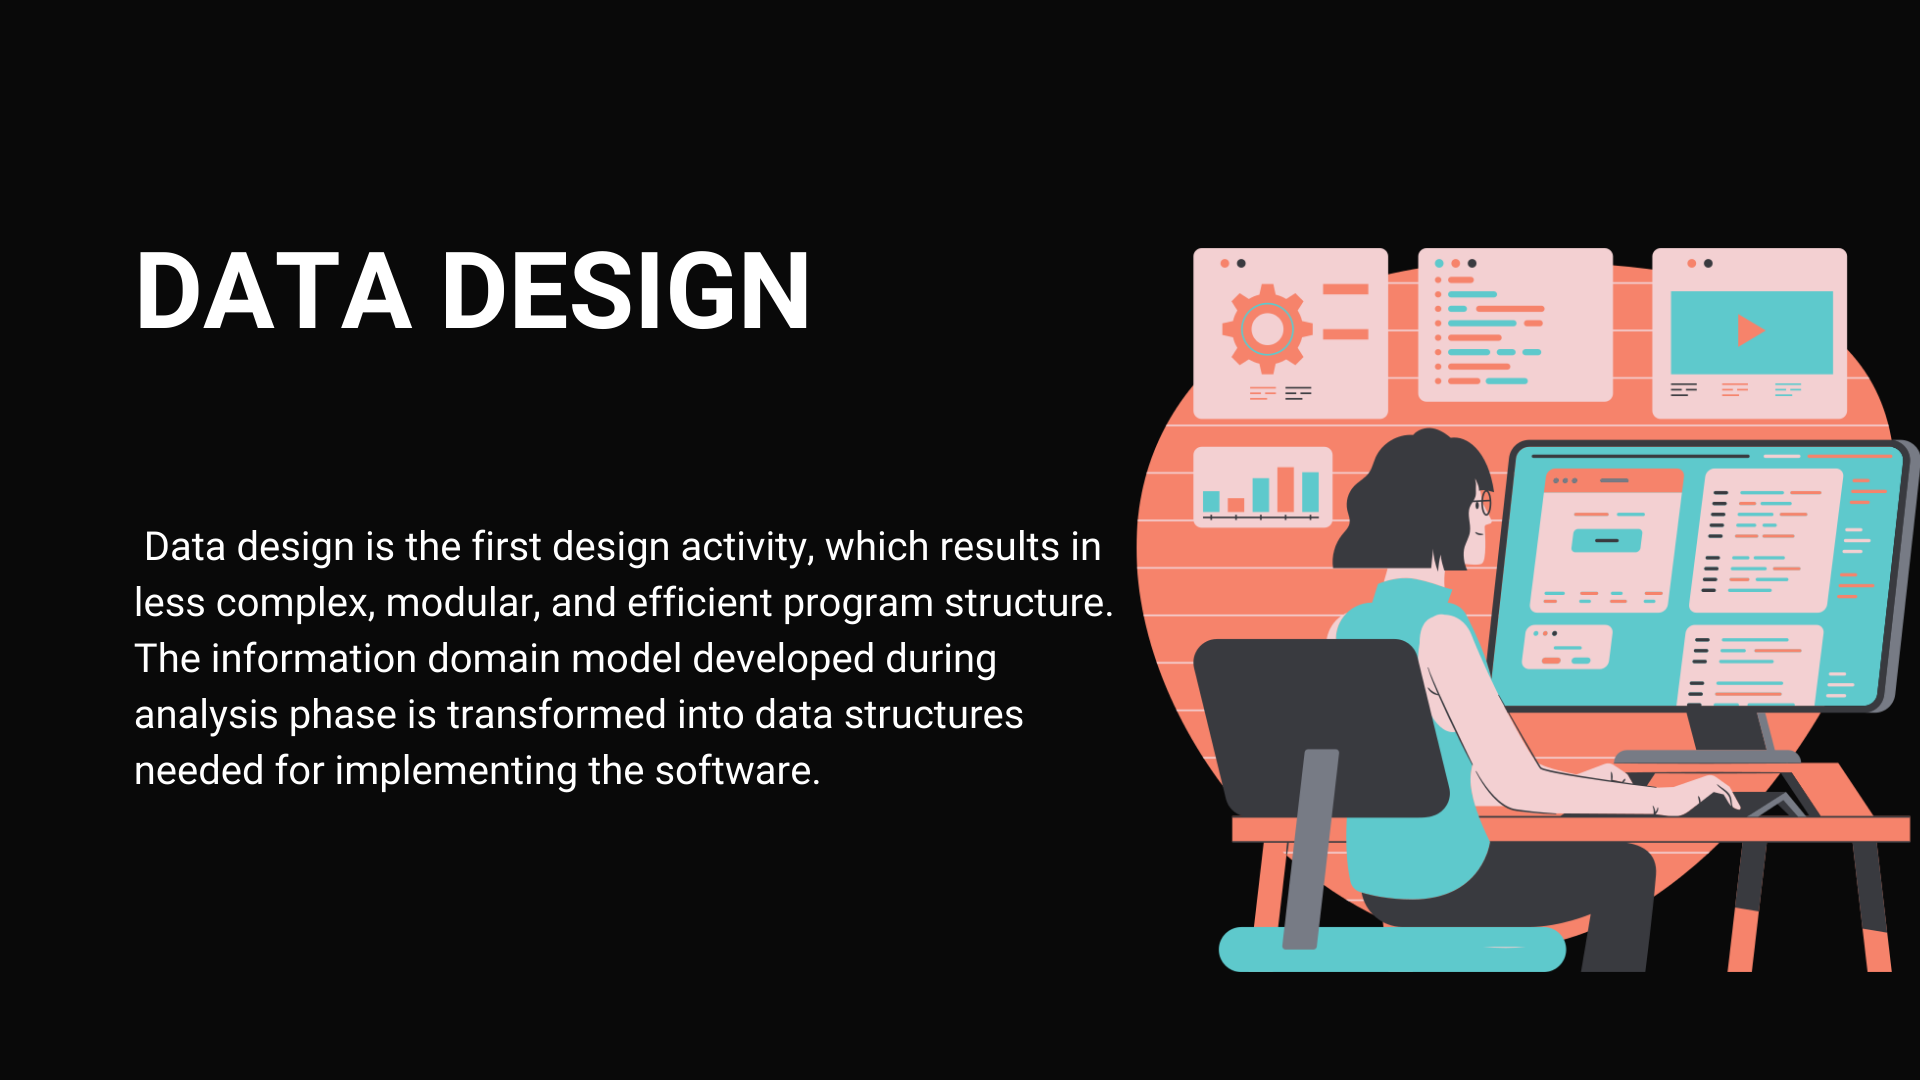 DATA DESIGN
Data design is the first design activity, which results in
less complex, modular, and efficient program structure.
The information domain model developed during
analysis phase is transformed into data structures
needed for implementing the software.